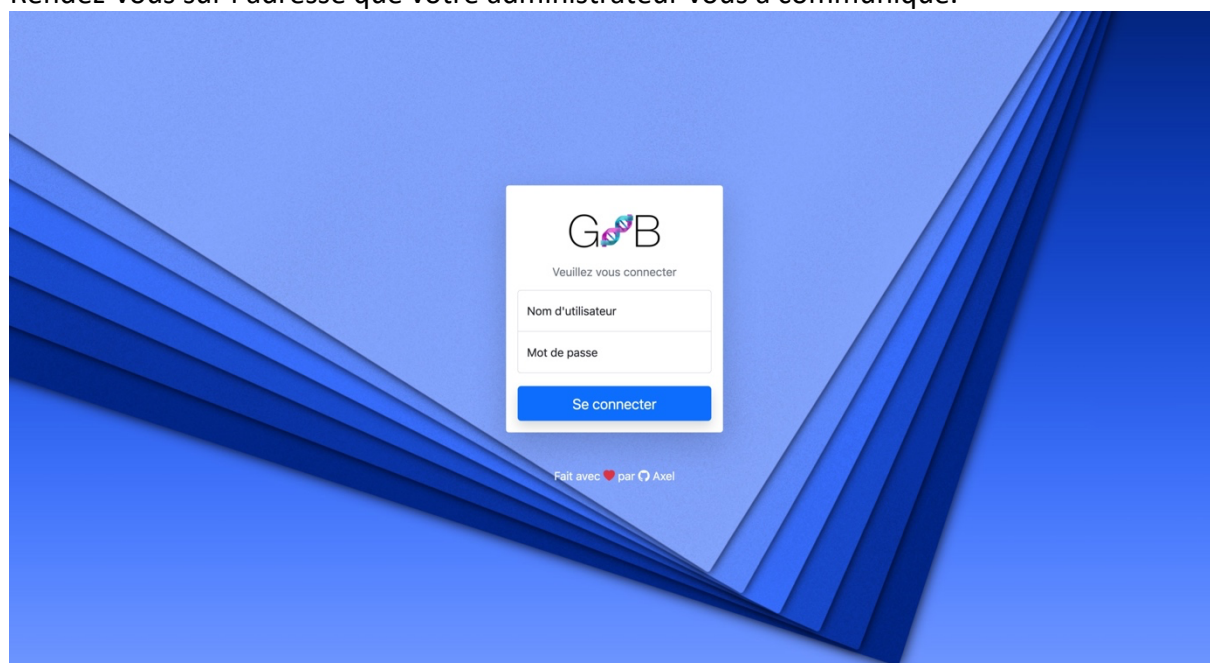 Rendez-vous sur l'adresse que votre administrateur vous a communiqué.
GSB
Veuillez vous connecter
Nom d'utilisateur
Mot de passe
Se connecter
Fait avec ❤️ par Axel